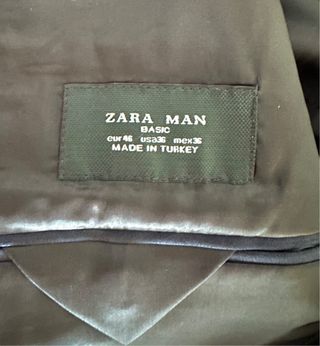 ZARA MAN
BASIC
eur46 usa36 mex36
MADE IN TURKEY